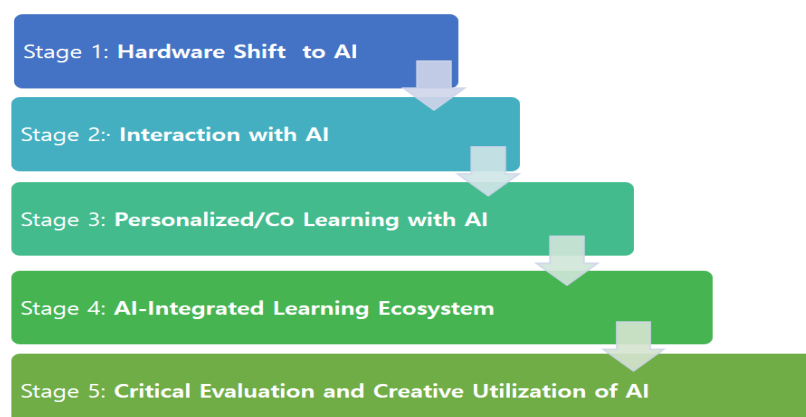 Stage 1: Hardware Shift to AI
Stage 2:· Interaction with AI
Stage 3: Personalized/Co Learning with AI
Stage 4: AI-Integrated Learning Ecosystem
Stage 5: Critical Evaluation and Creative Utilization of AI